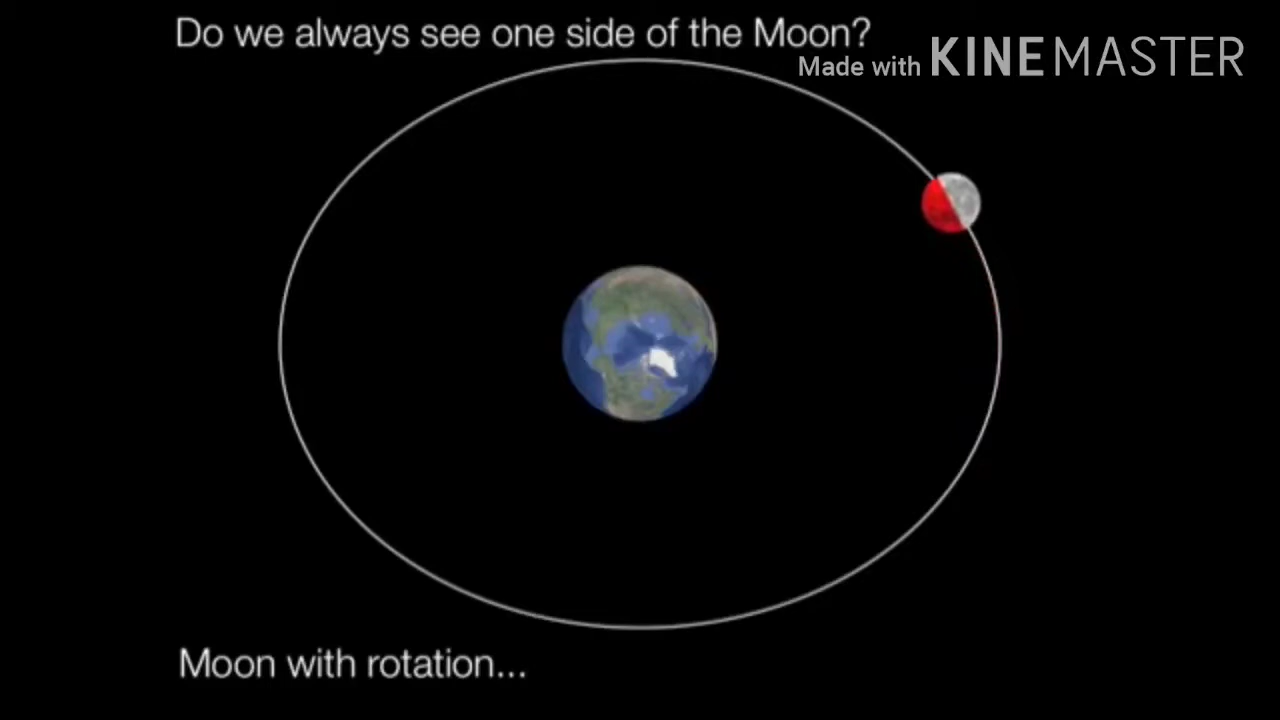 Do we always see one side of the Moon?
Made with KINEMASTER
Moon with rotation...